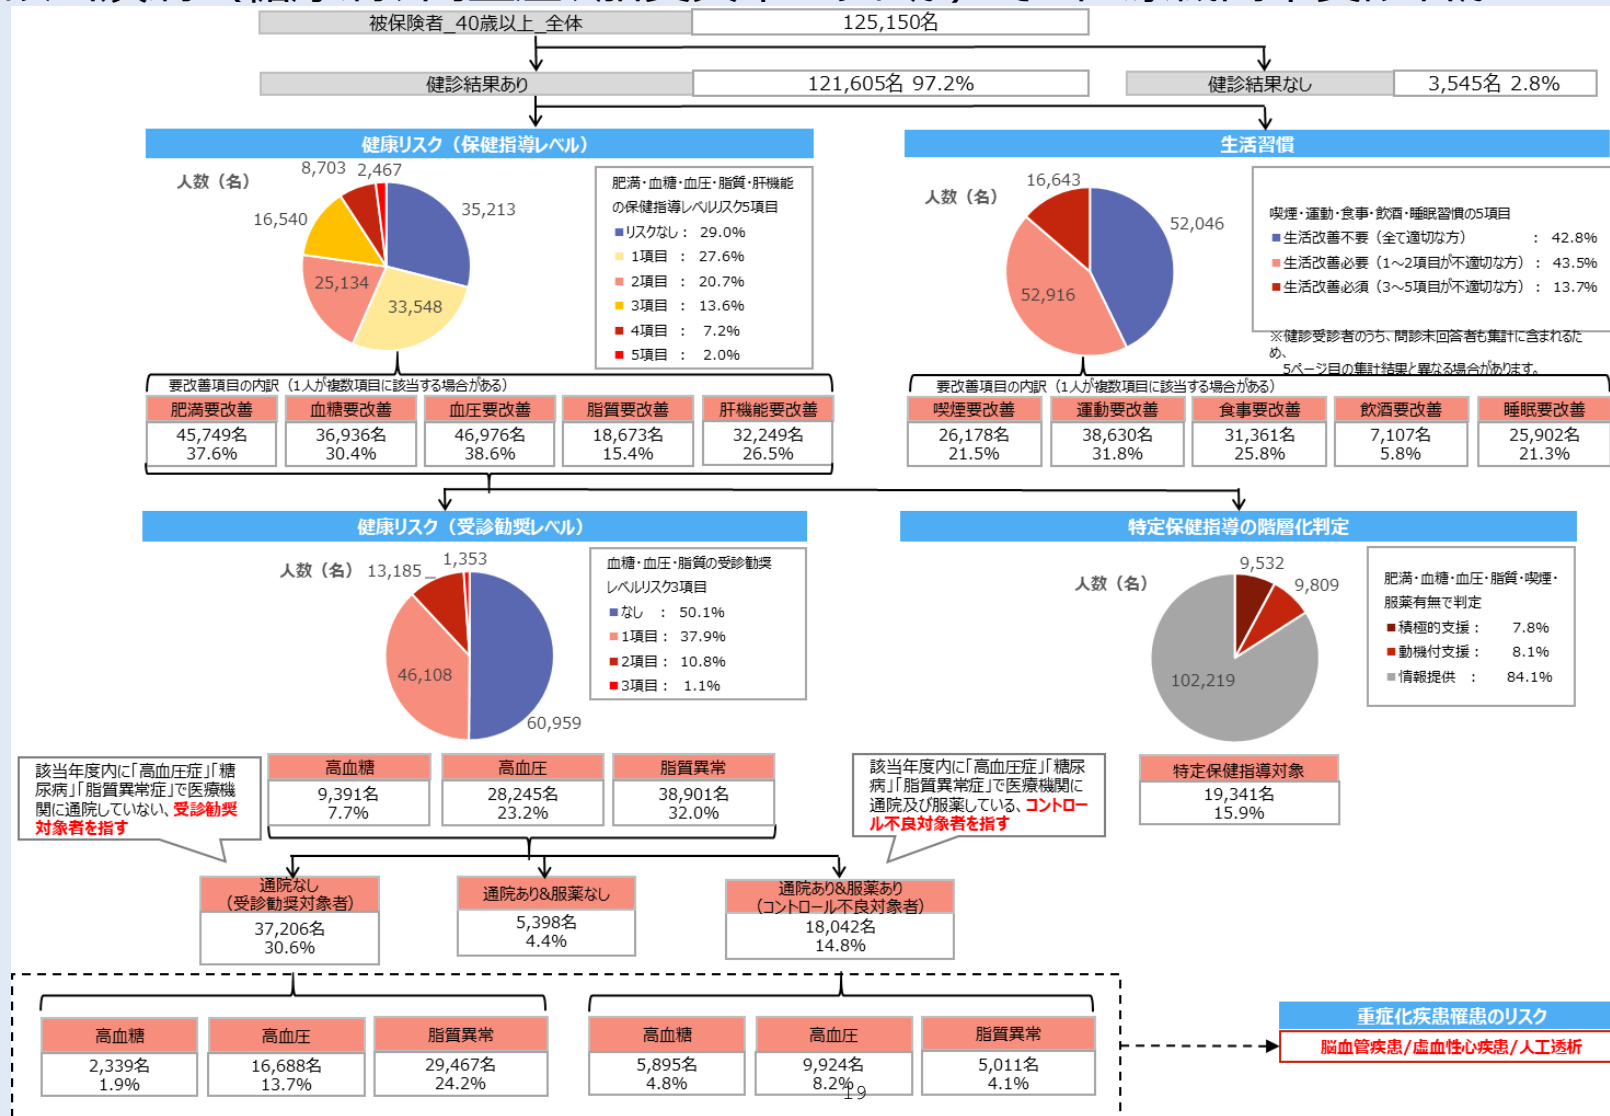 被保険者_40歳以上_全体
125,150名
健診結果あり
121,605名 97.2%
健診結果なし
3,545名 2.8%
健康リスク（保健指導レベル）
人数（名）
8,703
2,467
16,540
35,213
25,134
33,548
肥満・血糖・血圧・脂質・肝機能
の保健指導レベルリスク5項目
リスクなし： 29.0%
1項目 ： 27.6%
2項目 ： 20.7%
3項目 ： 13.6%
4項目 ： 7.2%
5項目 ： 2.0%
生活習慣
人数（名）
16,643
52,046
52,916
喫煙・運動・食事・飲酒・睡眠習慣の5項目
生活改善不要（全て適切な方） ： 42.8%
生活改善必要（1～2項目が不適切な方）： 43.5%
生活改善必須（3～5項目が不適切な方）： 13.7%
※健診受診者のうち、問診未回答者も集計に含まれるた
め、
5ページ目の集計結果と異なる場合があります。
要改善項目の内訳（1人が複数項目に該当する場合がある）
肥満要改善
45,749名
37.6%
血糖要改善
36,936名
30.4%
血圧要改善
46,976名
38.6%
脂質要改善
18,673名
15.4%
肝機能要改善
32,249名
26.5%
要改善項目の内訳（1人が複数項目に該当する場合がある）
喫煙要改善
26,178名
21.5%
運動要改善
38,630名
31.8%
食事要改善
31,361名
25.8%
飲酒要改善
7,107名
5.8%
睡眠要改善
25,902名
21.3%
健康リスク（受診勧奨レベル）
人数（名）
13,185
1,353
46,108
60,959
血糖・血圧・脂質の受診勧奨
レベルリスク3項目
なし ： 50.1%
1項目： 37.9%
2項目： 10.8%
3項目： 1.1%
特定保健指導の階層化判定
人数（名）
9,532
9,809
102,219
肥満・血糖・血圧・脂質・喫煙・
服薬有無で判定
積極的支援： 7.8%
動機付支援： 8.1%
情報提供 ： 84.1%
該当年度内に「高血圧症」「糖
尿病」「脂質異常症」で医療機
関に通院していない、受診勧奨
対象者を指す
高血糖
9,391名
7.7%
高血圧
28,245名
23.2%
脂質異常
38,901名
32.0%
該当年度内に「高血圧症」「糖尿
病」「脂質異常症」で医療機関に
通院及び服薬している、コントロー
ル不良対象者を指す
特定保健指導対象
19,341名
15.9%
通院なし
（受診勧奨対象者）
37,206名
30.6%
通院あり&服薬なし
5,398名
4.4%
通院あり&服薬あり
（コントロール不良対象者）
18,042名
14.8%
高血糖
2,339名
1.9%
高血圧
16,688名
13.7%
脂質異常
29,467名
24.2%
高血糖
5,895名
4.8%
高血圧
9,924名
8.2%
脂質異常
5,011名
4.1%
重症化疾患罹患のリスク
脳血管疾患/虚血性心疾患/人工透析
19